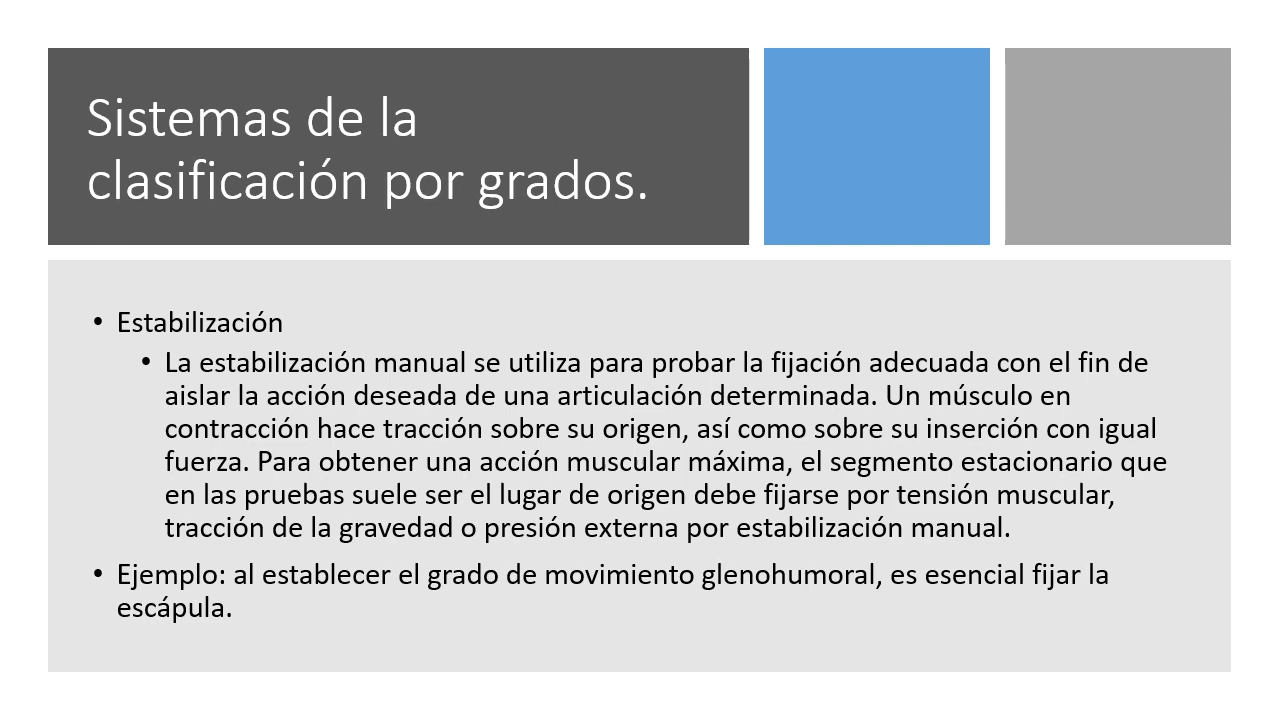 Sistemas de la
clasificación por grados.
• Estabilización
• La estabilización manual se utiliza para probar la fijación adecuada con el fin de
aislar la acción deseada de una articulación determinada. Un músculo en
contracción hace tracción sobre su origen, así como sobre su inserción con igual
fuerza. Para obtener una acción muscular máxima, el segmento estacionario que
en las pruebas suele ser el lugar de origen debe fijarse por tensión muscular,
tracción de la gravedad o presión externa por estabilización manual.
• Ejemplo: al establecer el grado de movimiento glenohumoral, es esencial fijar la
escápula.